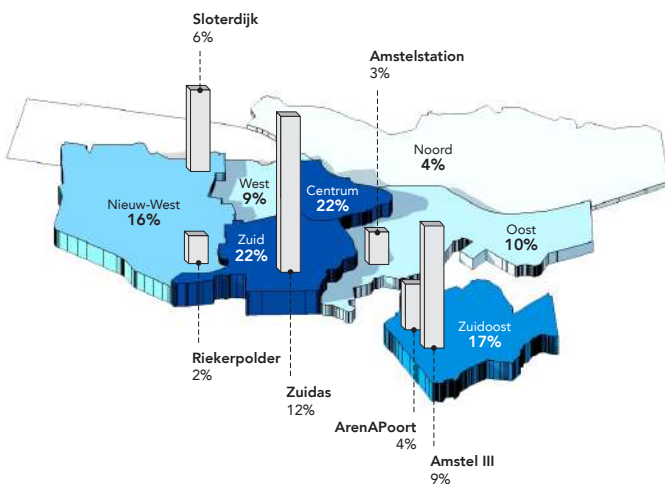 Sloterdijk
6%
Amstelstation
3%
Noord
4%
West
9%
Centrum
22%
Nieuw-West
16%
Zuid
22%
Oost
10%
Zuidoost
17%
Riekerpolder
2%
Zuidas
12%
ArenAPoort
4%
Amstel III
9%